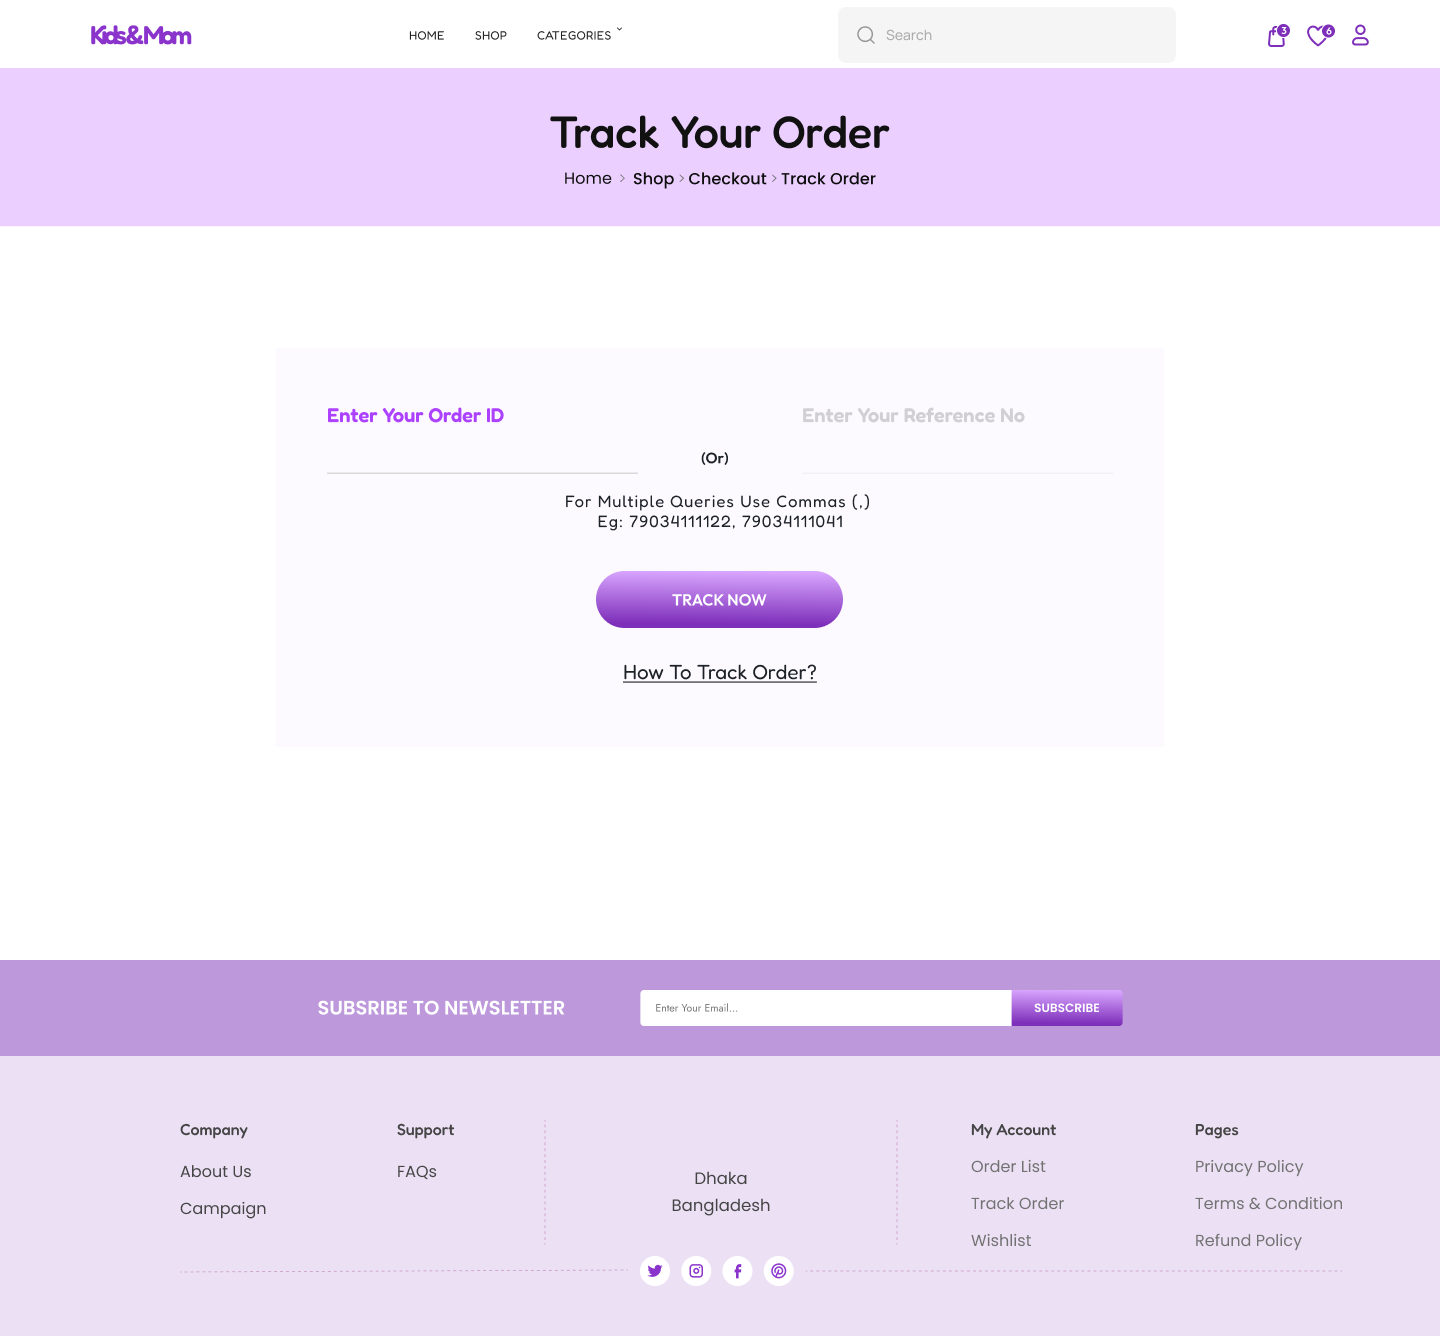 Kids&Mom
HOME SHOP CATEGORIES
Search
3 6
Track Your Order
Home > Shop > Checkout > Track Order
Enter Your Order ID
Enter Your Reference No
(Or)
For Multiple Queries Use Commas (,)
Eg: 79034111122, 79034111041
TRACK NOW
How To Track Order?
SUBSRIBE TO NEWSLETTER
Enter Your Email...
SUBSCRIBE
Company
About Us
Campaign
Support
FAQs
Dhaka
Bangladesh
My Account
Order List
Track Order
Wishlist
Pages
Privacy Policy
Terms & Condition
Refund Policy